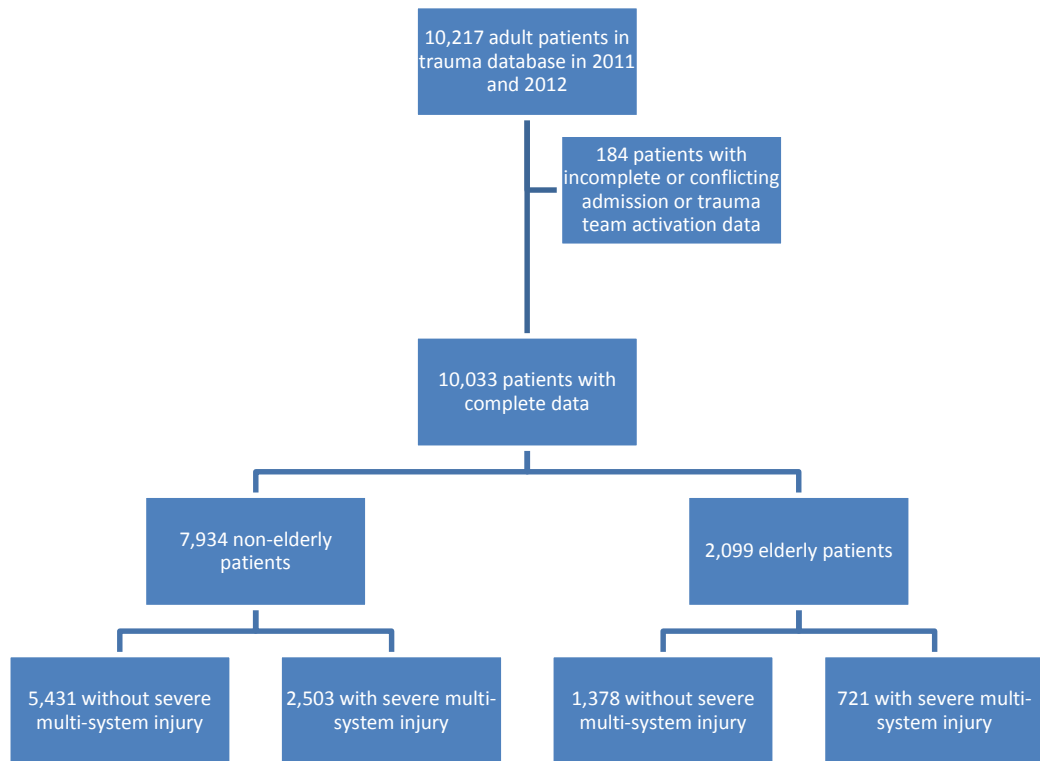 10,217 adult patients in
trauma database in 2011
and 2012
184 patients with
incomplete or conflicting
admission or trauma
team activation data
10,033 patients with
complete data
7,934 non-elderly
patients
2,099 elderly patients
5,431 without severe
multi-system injury
2,503 with severe multi-
system injury
1,378 without severe
multi-system injury
721 with severe multi-
system injury